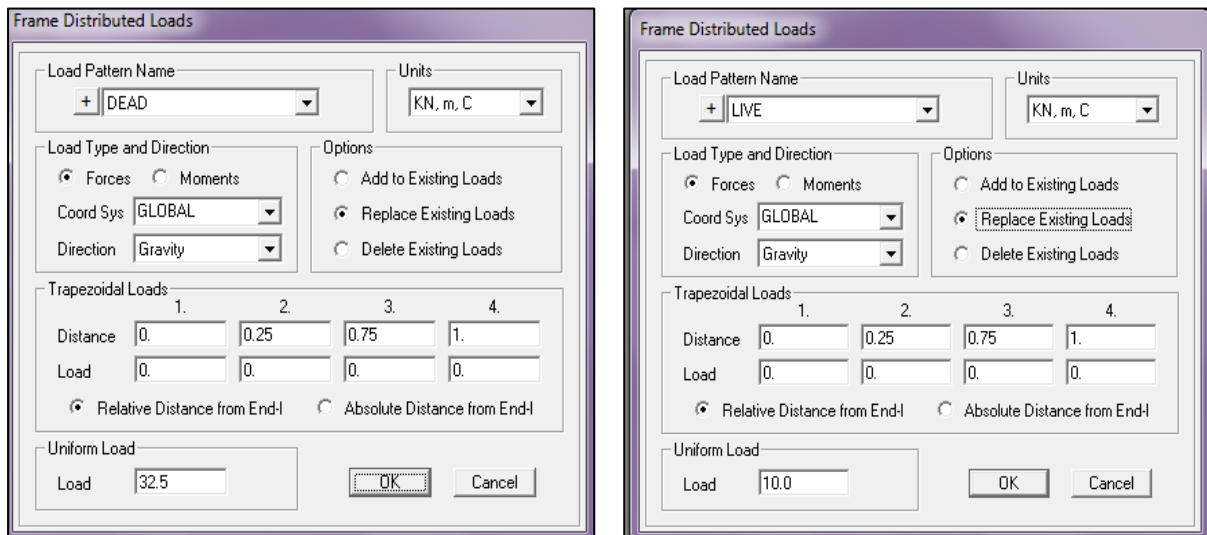 Frame Distributed Loads
Load Pattern Name
Units
+ DEAD
KN, m, C
Load Type and Direction
Options
Forces Moments
Add to Existing Loads
Coord Sys GLOBAL
Replace Existing Loads
Direction Gravity
Delete Existing Loads
Trapezoidal Loads
1. 2. 3. 4.
Distance 0. 0.25 0.75 1.
Load 0. 0. 0. 0.
Relative Distance from End-I Absolute Distance from End-I
Uniform Load
Load 32.5
OK Cancel
Frame Distributed Loads
Load Pattern Name
Units
+ LIVE
KN, m, C
Load Type and Direction
Options
Forces Moments
Add to Existing Loads
Coord Sys GLOBAL
Replace Existing Loads
Direction Gravity
Delete Existing Loads
Trapezoidal Loads
1. 2. 3. 4.
Distance 0. 0.25 0.75 1.
Load 0. 0. 0. 0.
Relative Distance from End-I Absolute Distance from End-I
Uniform Load
Load 10.0
OK Cancel